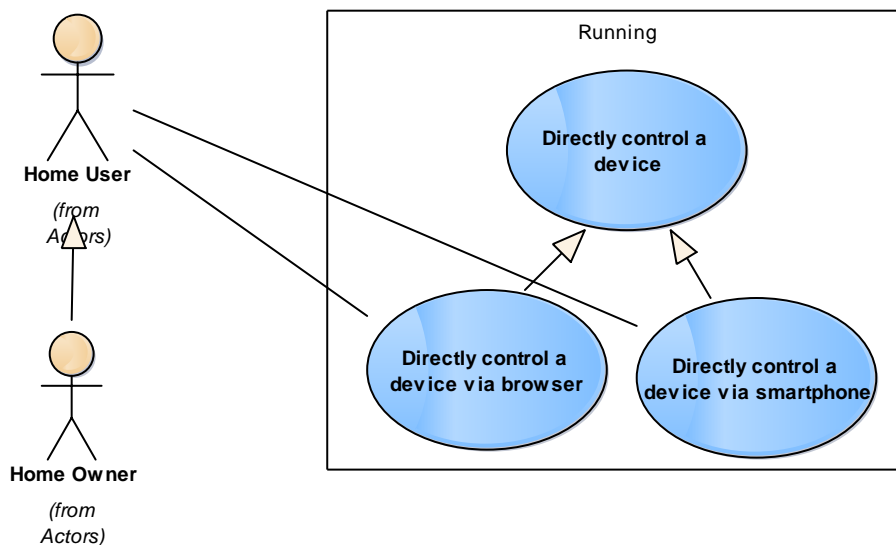 Running
Directly control a
device
Home User
(from
Actors)
Directly control a
device via browser
Directly control a
device via smartphone
Home Owner
(from
Actors)